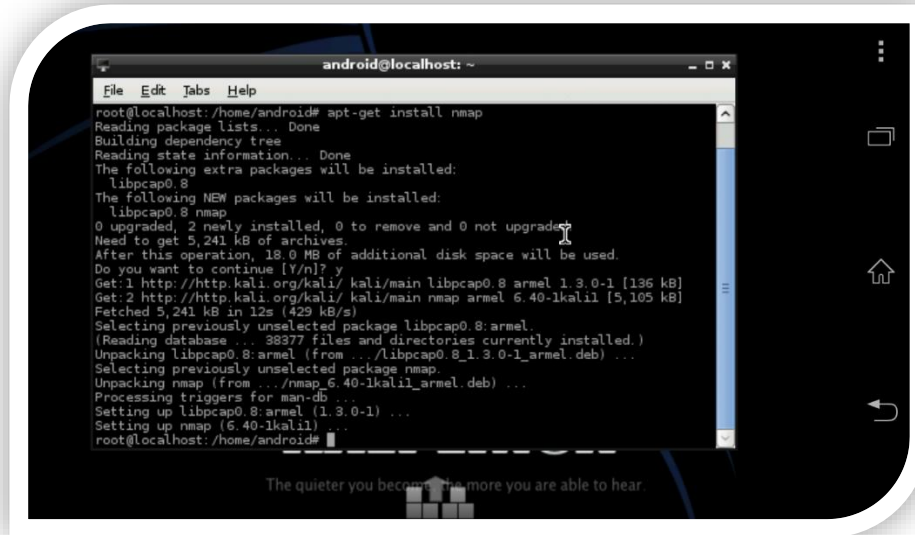 android@localhost: ~
File Edit Tabs Help
root@localhost:/home/android# apt-get install nmap
Reading package lists... Done
Building dependency tree
Reading state information... Done
The following extra packages will be installed:
libpcap0.8
The following NEW packages will be installed:
libpcap0.8 nmap
0 upgraded, 2 newly installed, 0 to remove and 0 not upgraded.
Need to get 5,241 kB of archives.
After this operation, 18.0 MB of additional disk space will be used.
Do you want to continue [Y/n]? y
Get:1 http://http.kali.org/kali/ kali/main libpcap0.8 armel 1.3.0-1 [136 kB]
Get:2 http://http.kali.org/kali/ kali/main nmap armel 6.40-1kali1 [5,105 kB]
Fetched 5,241 kB in 12s (429 kB/s)
Selecting previously unselected package libpcap0.8:armel.
(Reading database ... 38377 files and directories currently installed.)
Unpacking libpcap0.8:armel (from .../libpcap0.8_1.3.0-1_armel.deb) ...
Selecting previously unselected package nmap.
Unpacking nmap (from .../nmap_6.40-1kali1_armel.deb) ...
Processing triggers for man-db ...
Setting up libpcap0.8:armel (1.3.0-1) ...
Setting up nmap (6.40-1kali1) ...
root@localhost:/home/android#
The quieter you become, the more you are able to hear.